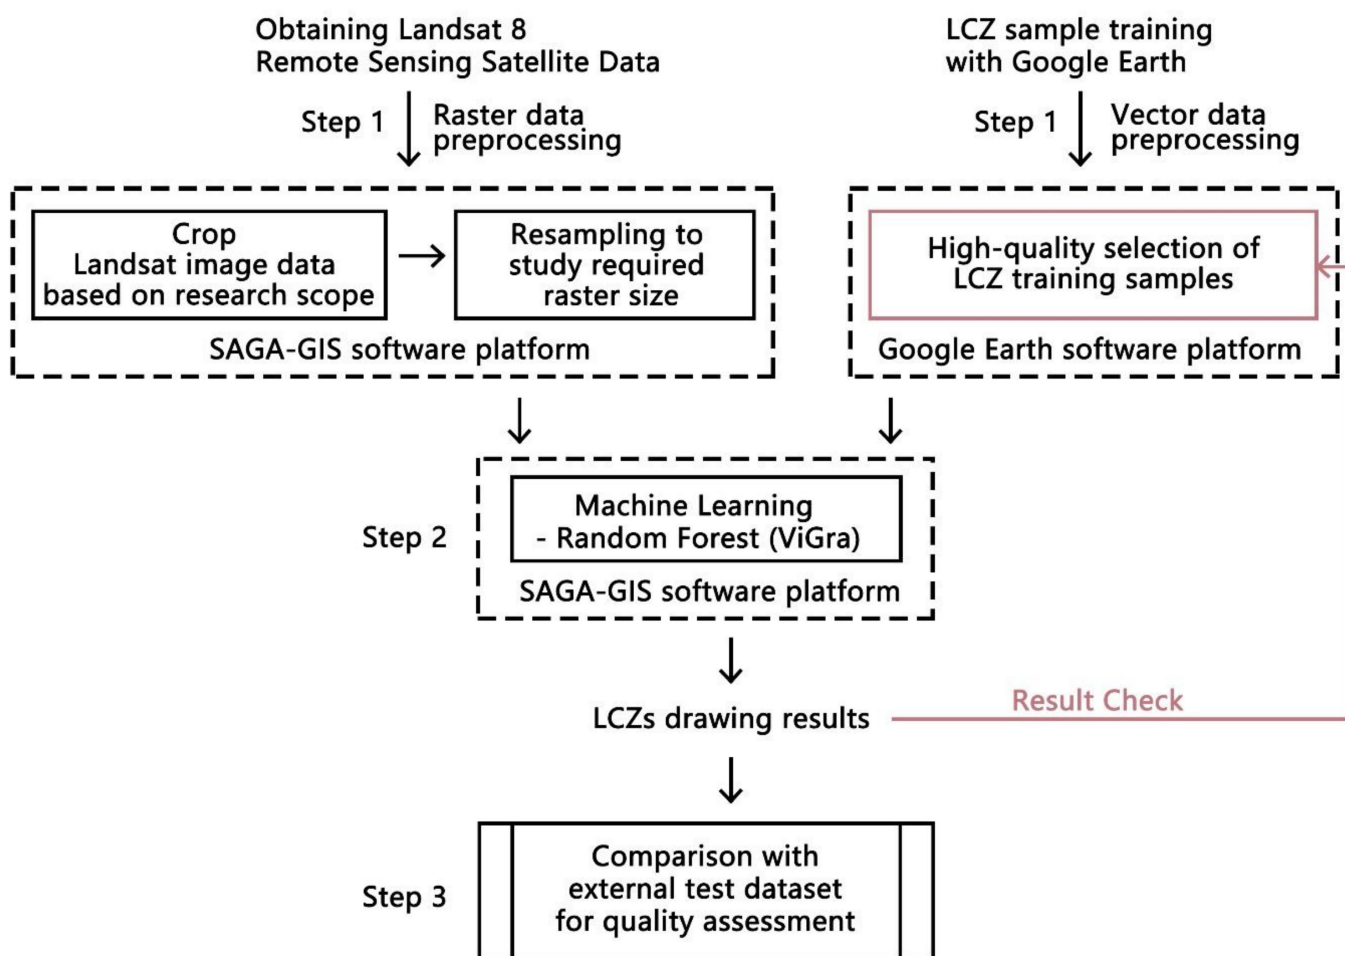 Obtaining Landsat 8
Remote Sensing Satellite Data
LCZ sample training
with Google Earth
Step 1
Raster data
preprocessing
Step 1
Vector data
preprocessing
Crop
Landsat image data
based on research scope
Resampling to
study required
raster size
SAGA-GIS software platform
High-quality selection of
LCZ training samples
Google Earth software platform
Step 2
Machine Learning
- Random Forest (ViGra)
SAGA-GIS software platform
LCZs drawing results
Result Check
Step 3
Comparison with
external test dataset
for quality assessment